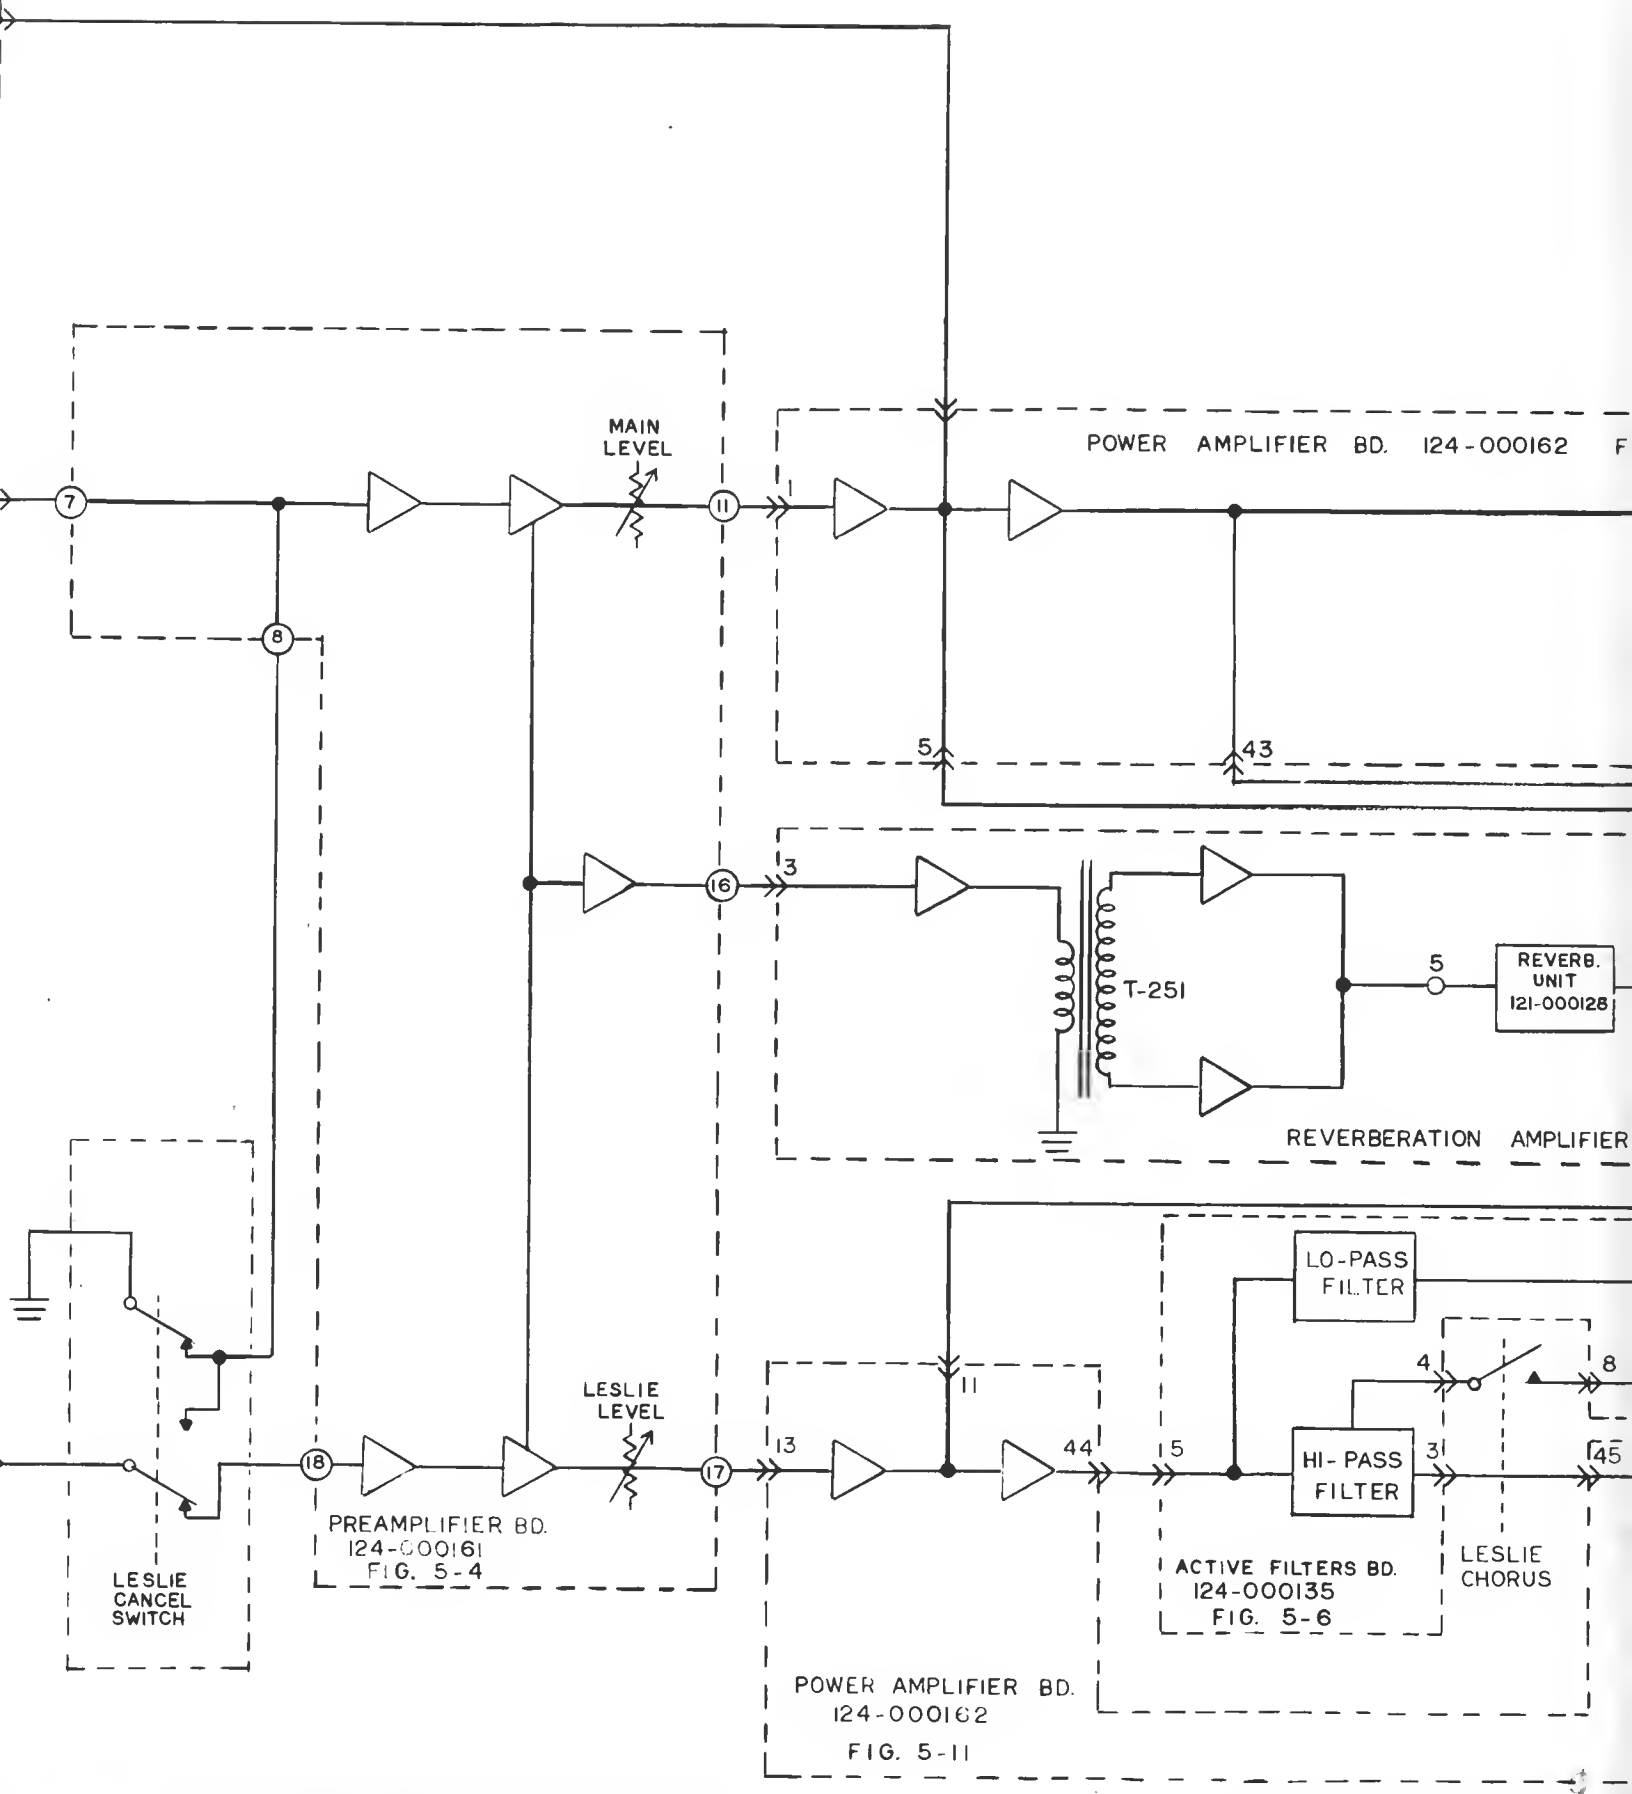 MAIN
LEVEL
POWER AMPLIFIER BD. 124-000162 F
7
11
1
8
5
43
3
16
5
REVERB.
UNIT
121-000128
T-251
REVERBERATION AMPLIFIER
LO-PASS
FILTER
4
8
11
LESLIE
LEVEL
18
17
13
44
5
HI-PASS
FILTER
3
45
PREAMPLIFIER BD.
124-000161
FIG. 5-4
LESLIE
CANCEL
SWITCH
ACTIVE FILTERS BD.
124-000135
FIG. 5-6
LESLIE
CHORUS
POWER AMPLIFIER BD.
124-000162
FIG. 5-11